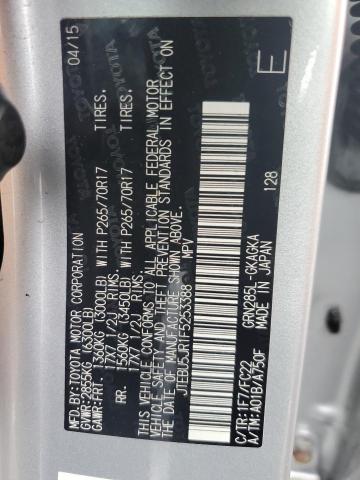 MFD.BY:TOYOTA MOTOR CORPORATION 04/15
GVWR:2855KG (6300LB)
GAWR:FRT. 1360KG (3000LB) WITH P265/70R17 TIRES.
17X7 1/2J RIMS.
RR. 1560KG (3450LB) WITH P265/70R17 TIRES.
17X7 1/2J RIMS.
THIS VEHICLE CONFORMS TO ALL APPLICABLE FEDERAL MOTOR
VEHICLE SAFETY AND THEFT PREVENTION STANDARDS IN EFFECT ON
THE DATE OF MANUFACTURE SHOWN ABOVE.
JTEBU5JR1F5253588 MPV
E
C/TR:1F7/FC22 GRN285L-GKAGKA 128
A/TM:A01B/A750F MADE IN JAPAN